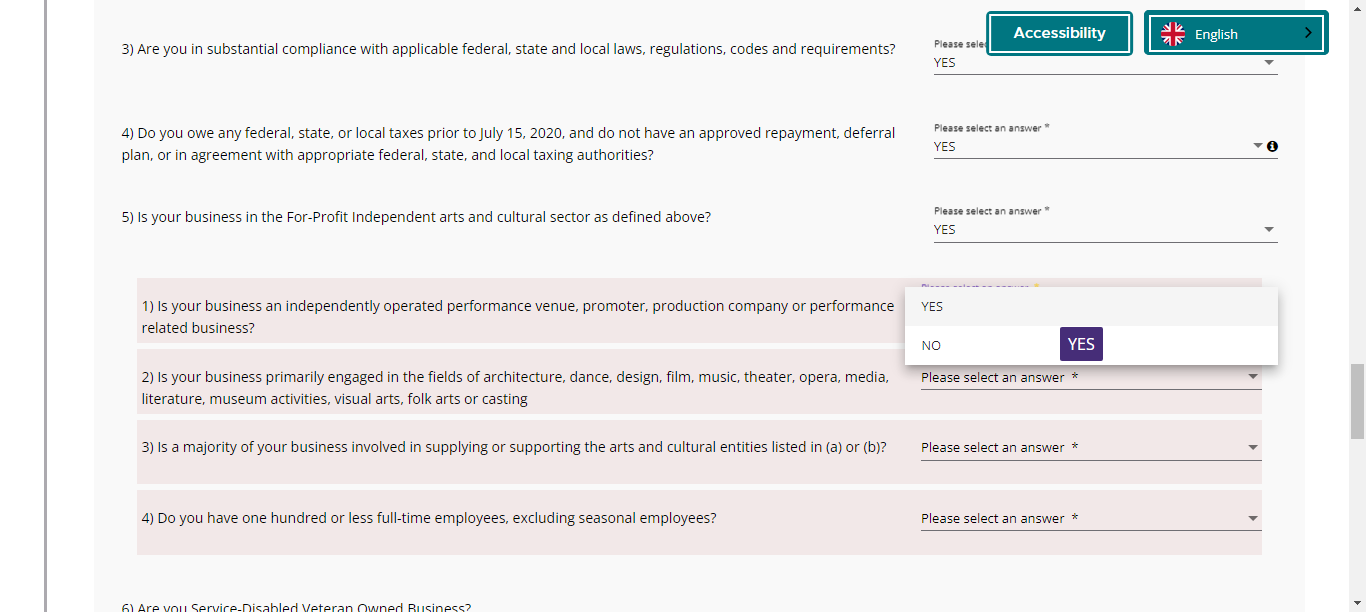 Accessibility
English
3) Are you in substantial compliance with applicable federal, state and local laws, regulations, codes and requirements?
Please
YES
4) Do you owe any federal, state, or local taxes prior to July 15, 2020, and do not have an approved repayment, deferral
plan, or in agreement with appropriate federal, state, and local taxing authorities?
Please select an answer *
YES
5) Is your business in the For-Profit Independent arts and cultural sector as defined above?
Please select an answer *
YES
1) Is your business an independently operated performance venue, promoter, production company or performance
related business?
YES
NO
YES
2) Is your business primarily engaged in the fields of architecture, dance, design, film, music, theater, opera, media,
literature, museum activities, visual arts, folk arts or casting
Please select an answer *
3) Is a majority of your business involved in supplying or supporting the arts and cultural entities listed in (a) or (b)?
Please select an answer *
4) Do you have one hundred or less full-time employees, excluding seasonal employees?
Please select an answer *
6) Are you Service-Disabled Veteran Owned Business?